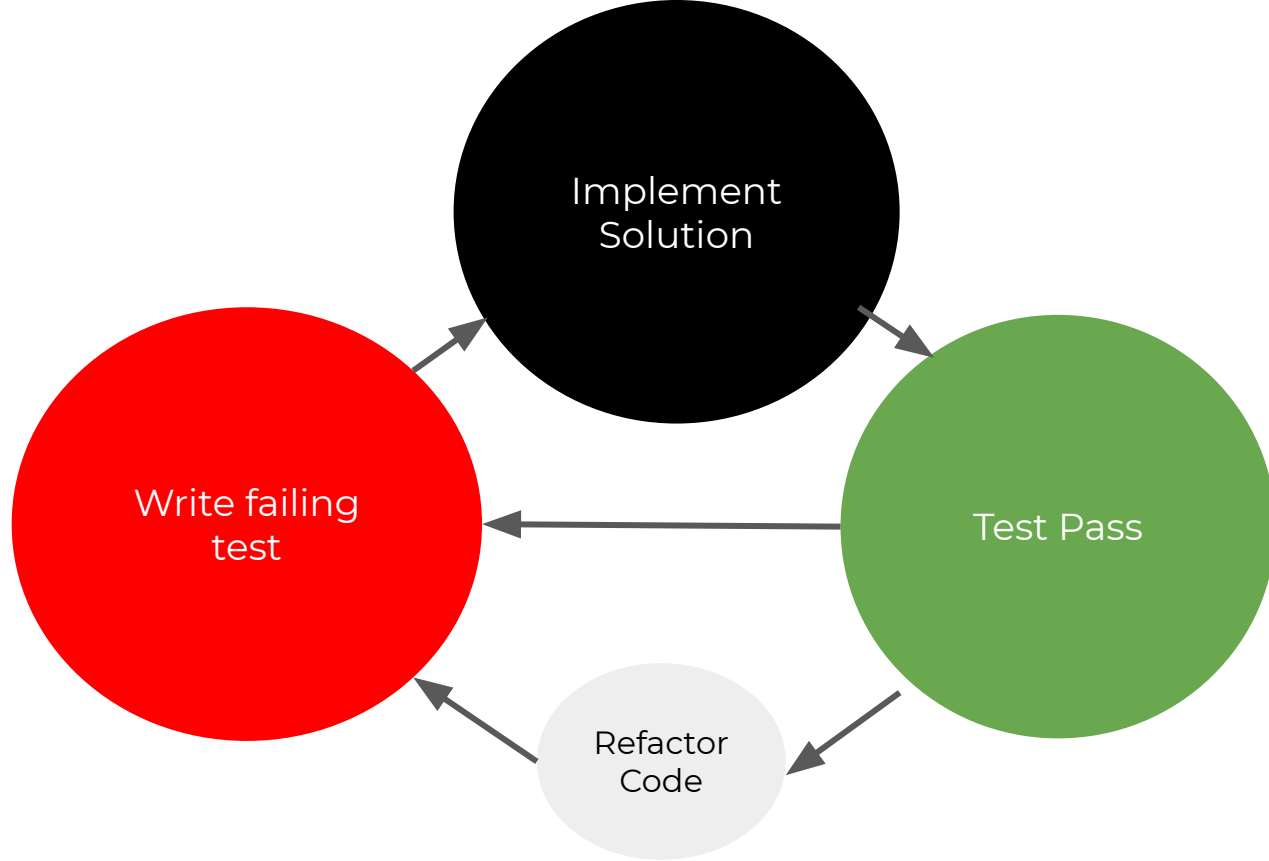 Implement
Solution
Write failing
test
Test Pass
Refactor
Code